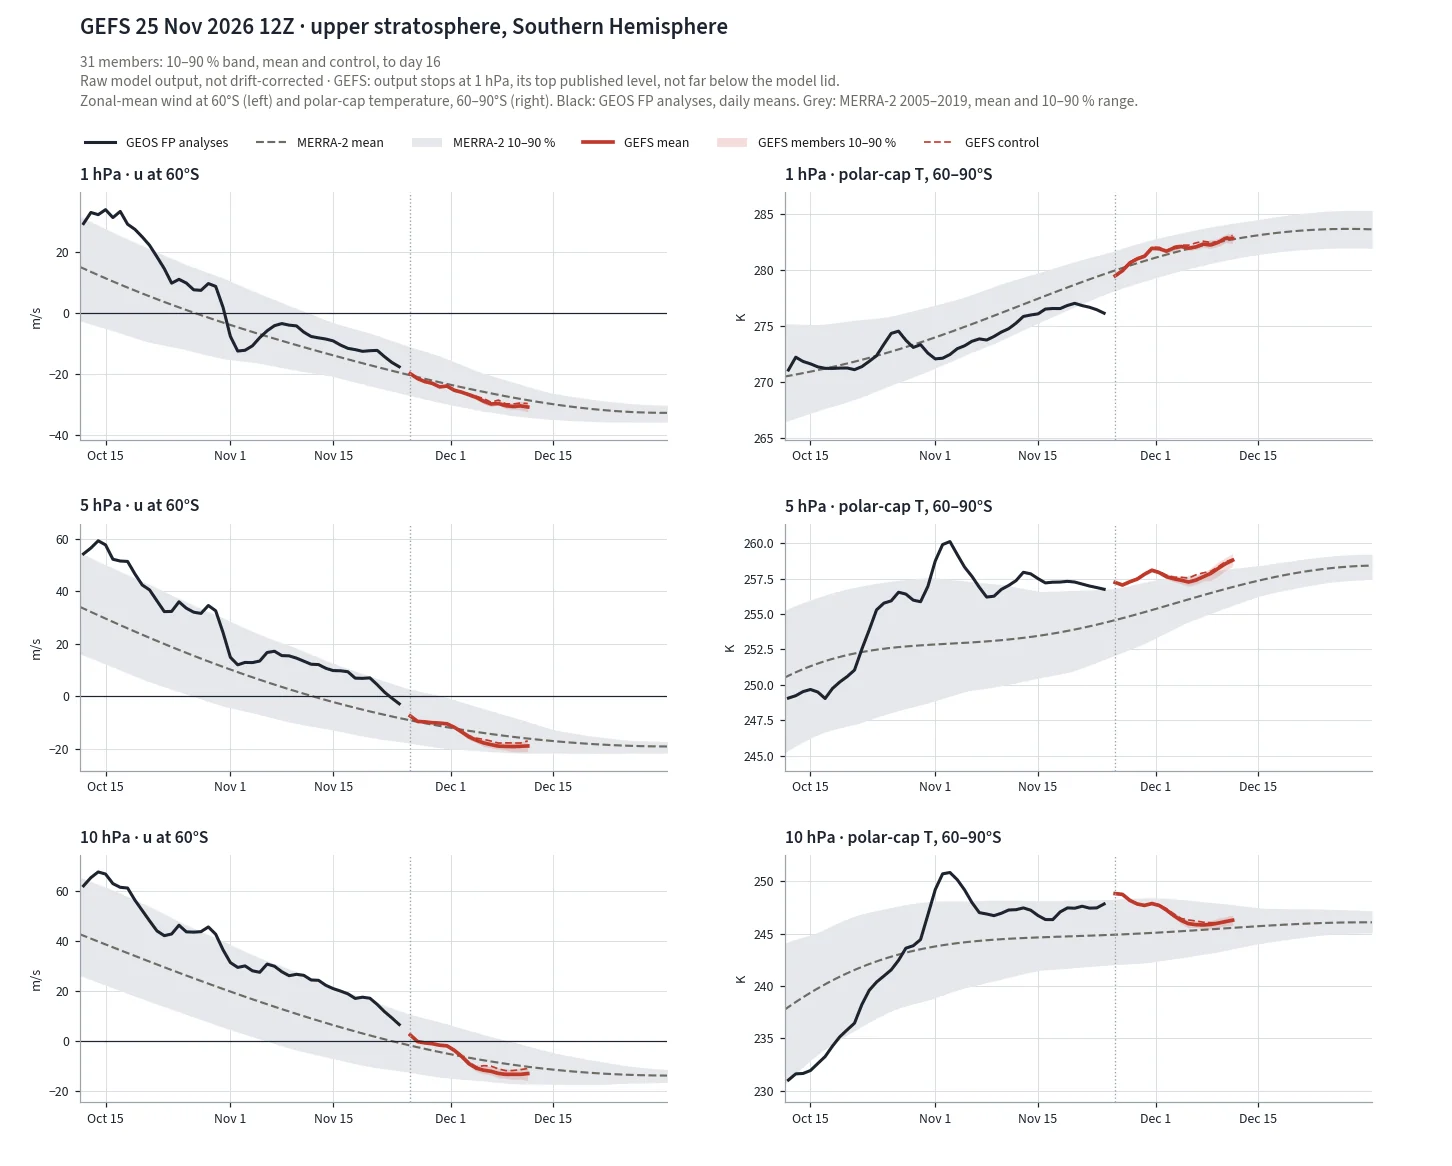 GEFS 25 Nov 2026 12Z · upper stratosphere, Southern Hemisphere
31 members: 10–90 % band, mean and control, to day 16
Raw model output, not drift-corrected · GEFS: output stops at 1 hPa, its top published level, not far below the model lid.
Zonal-mean wind at 60°S (left) and polar-cap temperature, 60–90°S (right). Black: GEOS FP analyses, daily means. Grey: MERRA-2 2005–2019, mean and 10–90 % range.
GEOS FP analyses MERRA-2 mean MERRA-2 10–90 % GEFS mean GEFS members 10–90 % GEFS control
1 hPa · u at 60°S
m/s
20
0
−20
−40
Oct 15 Nov 1 Nov 15 Dec 1 Dec 15
1 hPa · polar-cap T, 60–90°S
K
285
280
275
270
265
Oct 15 Nov 1 Nov 15 Dec 1 Dec 15
5 hPa · u at 60°S
m/s
60
40
20
0
−20
Oct 15 Nov 1 Nov 15 Dec 1 Dec 15
5 hPa · polar-cap T, 60–90°S
K
260.0
257.5
255.0
252.5
250.0
247.5
245.0
Oct 15 Nov 1 Nov 15 Dec 1 Dec 15
10 hPa · u at 60°S
m/s
60
40
20
0
−20
Oct 15 Nov 1 Nov 15 Dec 1 Dec 15
10 hPa · polar-cap T, 60–90°S
K
250
245
240
235
230
Oct 15 Nov 1 Nov 15 Dec 1 Dec 15